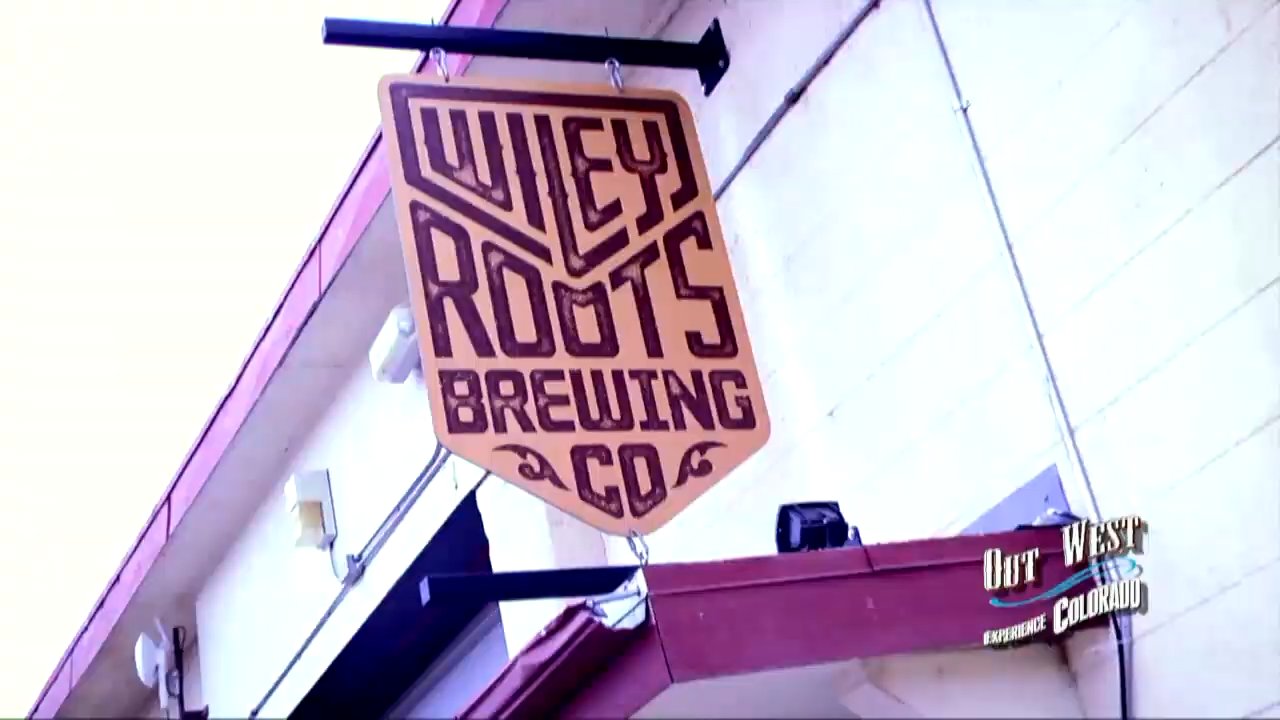 WILEY
ROOTS
BREWING
CO
OUT WEST
EXPERIENCE COLORADO